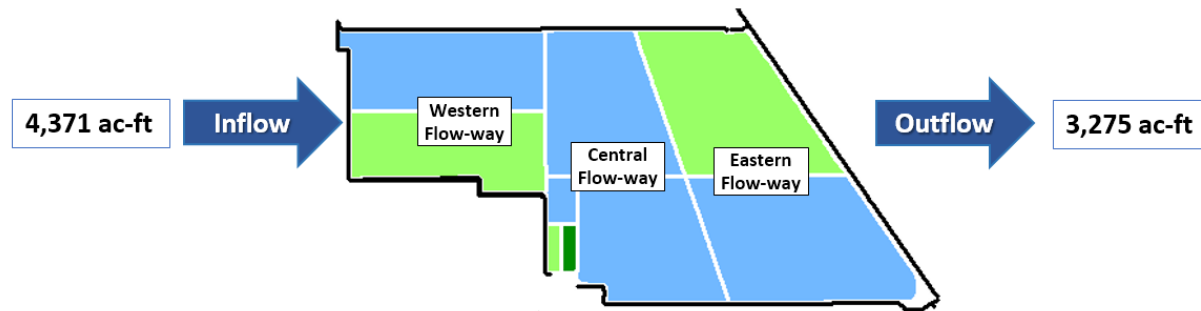 4,371 ac-ft
Inflow
Western
Flow-way
Central
Flow-way
Eastern
Flow-way
Outflow
3,275 ac-ft